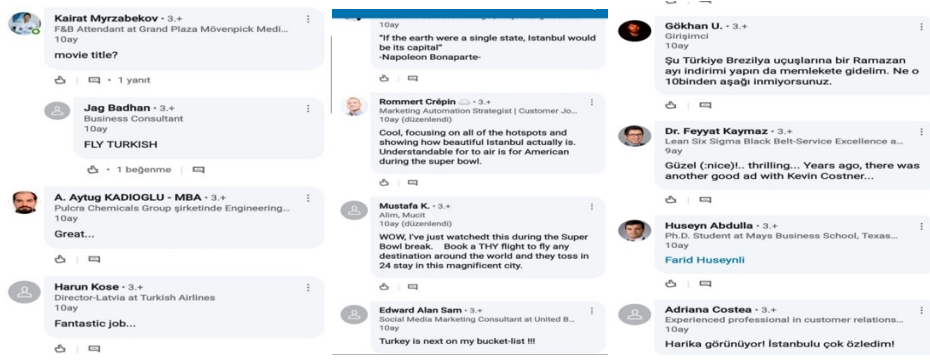 Kairat Myrzabekov • 3.+
F&B Attendant at Grand Plaza Mövenpick Medi...
10ay
movie title?
1 yanıt
Jag Badhan • 3.+
Business Consultant
10ay
FLY TURKISH
1 beğenme
A. Aytug KADIOGLU - MBA • 3.+
Pulcra Chemicals Group şirketinde Engineering...
10ay
Great...
Harun Kose • 3.+
Director-Latvia at Turkish Airlines
10ay
Fantastic job...
10ay
"If the earth were a single state, Istanbul would
be its capital"
-Napoleon Bonaparte-
Rommert Crépin • 3.+
Marketing Automation Strategist | Customer Jo...
10ay (düzenlendi)
Cool, focusing on all of the hotspots and
showing how beautiful Istanbul actually is.
Understandable for to air is for American
during the super bowl.
Mustafa K. • 3.+
Alim, Mucit
10ay (düzenlendi)
WOW, I've just watchedt this during the Super
Bowl break. Book a THY flight to fly any
destination around the world and they toss in
24 stay in this magnificent city.
Edward Alan Sam • 3.+
Social Media Marketing Consultant at United B...
10ay
Turkey is next on my bucket-list !!!
Gökhan U. • 3.+
Girişimci
10ay
Şu Türkiye Brezilya uçuşlarına bir Ramazan
ayı indirimi yapın da memlekete gidelim. Ne o
10binden aşağı inmiyorsunuz.
Dr. Feyyat Kaymaz • 3.+
Lean Six Sigma Black Belt-Service Excellence a...
9ay
Güzel (:nice)!.. thrilling... Years ago, there was
another good ad with Kevin Costner...
Huseyn Abdulla • 3.+
Ph.D. Student at Mays Business School, Texas...
10ay
Farid Huseynli
Adriana Costea • 3.+
Experienced professional in customer relations...
10ay
Harika görünüyor! İstanbulu çok özledim!